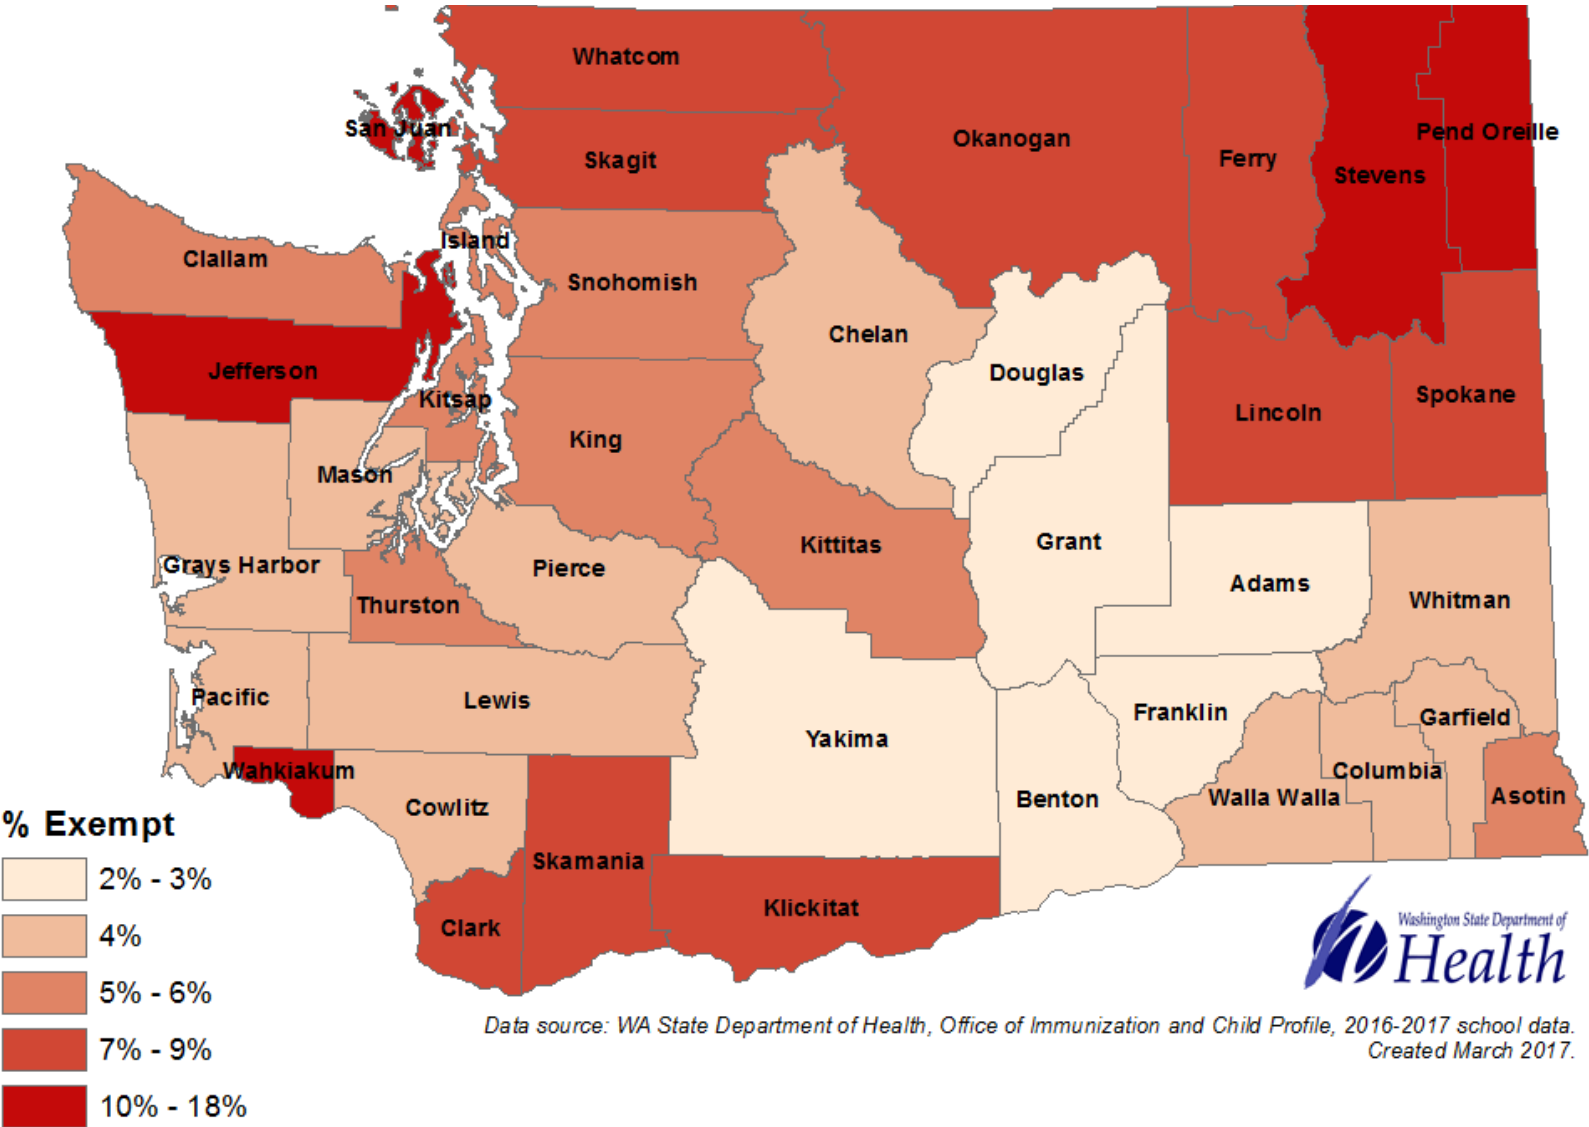 Whatcom
Okanogan
Ferry
Stevens
Pend Oreille
San Juan
Skagit
Island
Clallam
Snohomish
Chelan
Jefferson
Douglas
Kitsap
King
Lincoln
Spokane
Mason
Kittitas
Grant
Grays Harbor
Pierce
Thurston
Adams
Whitman
Pacific
Lewis
Yakima
Franklin
Garfield
Wahkiakum
Cowlitz
Benton
Walla Walla
Columbia
Asotin
Skamania
Clark
Klickitat
% Exempt
2% - 3%
4%
5% - 6%
7% - 9%
10% - 18%
Washington State Department of
Health
Data source: WA State Department of Health, Office of Immunization and Child Profile, 2016-2017 school data.
Created March 2017.